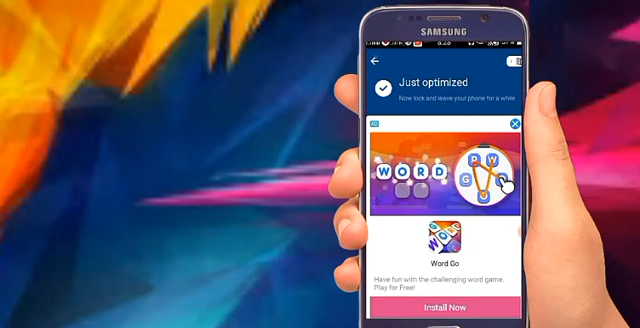 SAMSUNG
Just optimized
Now lock and leave your phone for a while
AD
W O R D
P W
G
Word Go
Have fun with the challenging word game.
Play for Free!
Install Now